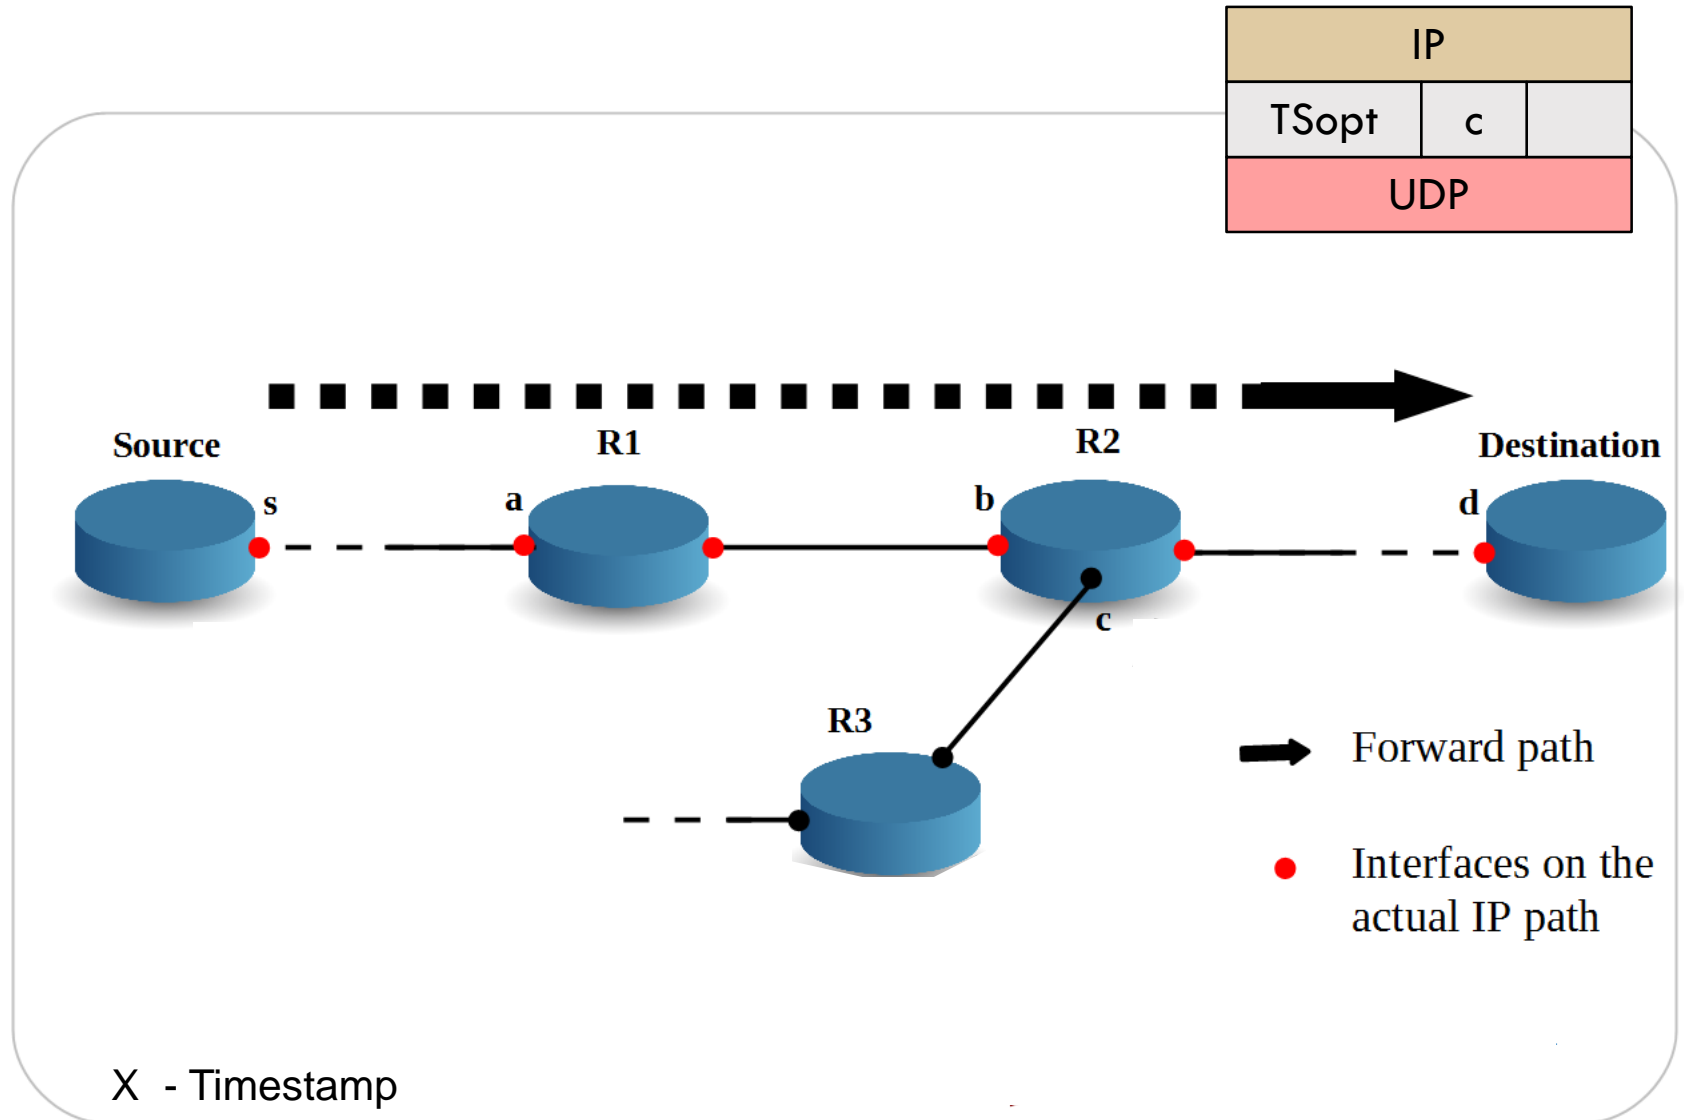 IP
TSopt c
UDP
Source R1 R2 Destination
s a b d
c
R3
Forward path
Interfaces on the
actual IP path
X - Timestamp